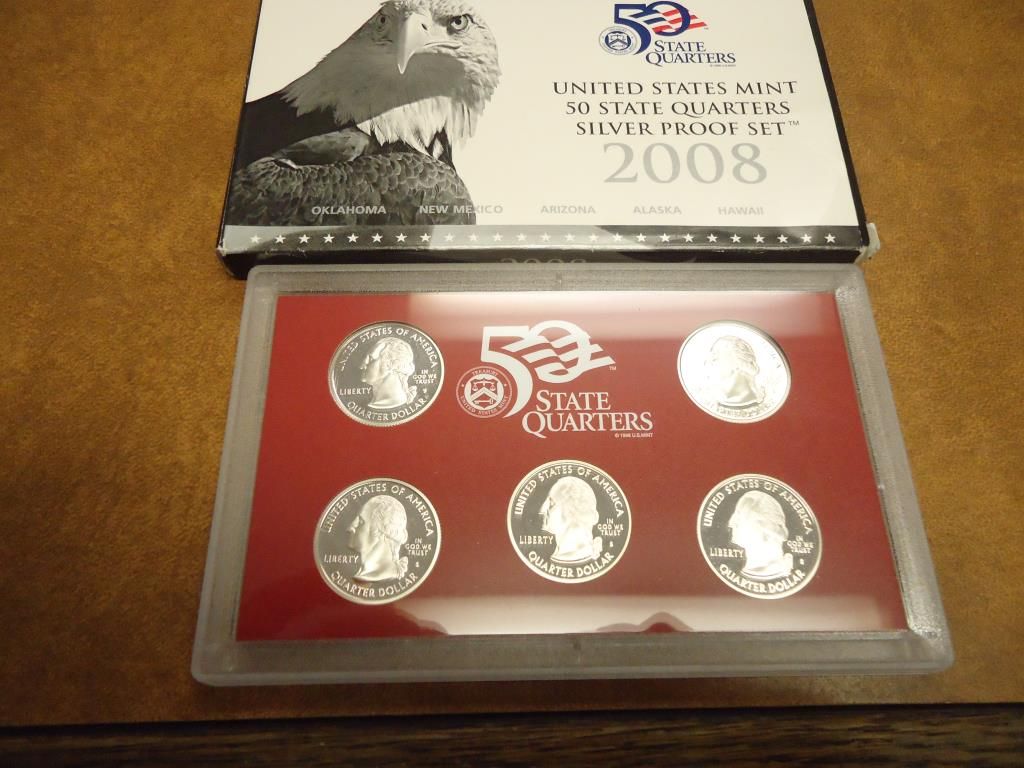 50
STATE
QUARTERS
UNITED STATES MINT
50 STATE QUARTERS
SILVER PROOF SET™
2008
OKLAHOMA NEW MEXICO ARIZONA ALASKA HAWAII
2008
UNITED STATES OF AMERICA
LIBERTY
IN
GOD WE
TRUST
S
QUARTER DOLLAR
50™
STATE
QUARTERS
UNITED STATES OF AMERICA
LIBERTY
IN
GOD WE
TRUST
S
QUARTER DOLLAR
UNITED STATES OF AMERICA
LIBERTY
IN
GOD WE
TRUST
S
QUARTER DOLLAR
UNITED STATES OF AMERICA
LIBERTY
IN
GOD WE
TRUST
S
QUARTER DOLLAR